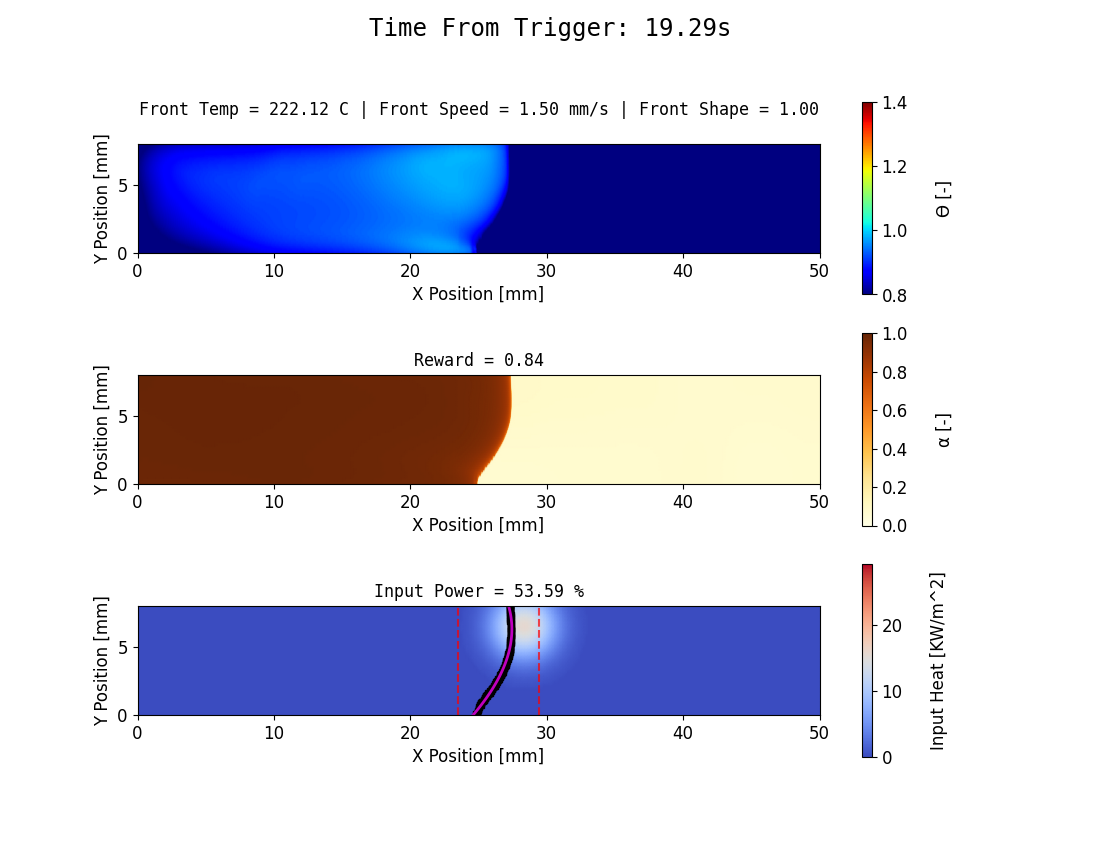 Time From Trigger: 19.29s
Front Temp = 222.12 C | Front Speed = 1.50 mm/s | Front Shape = 1.00
Y Position [mm]
5
0
0 10 20 30 40 50
X Position [mm]
1.4
1.2
1.0
0.8
Θ [-]
Reward = 0.84
Y Position [mm]
5
0
0 10 20 30 40 50
X Position [mm]
1.0
0.8
0.6
0.4
0.2
0.0
α [-]
Input Power = 53.59 %
Y Position [mm]
5
0
0 10 20 30 40 50
X Position [mm]
20
10
0
Input Heat [KW/m^2]